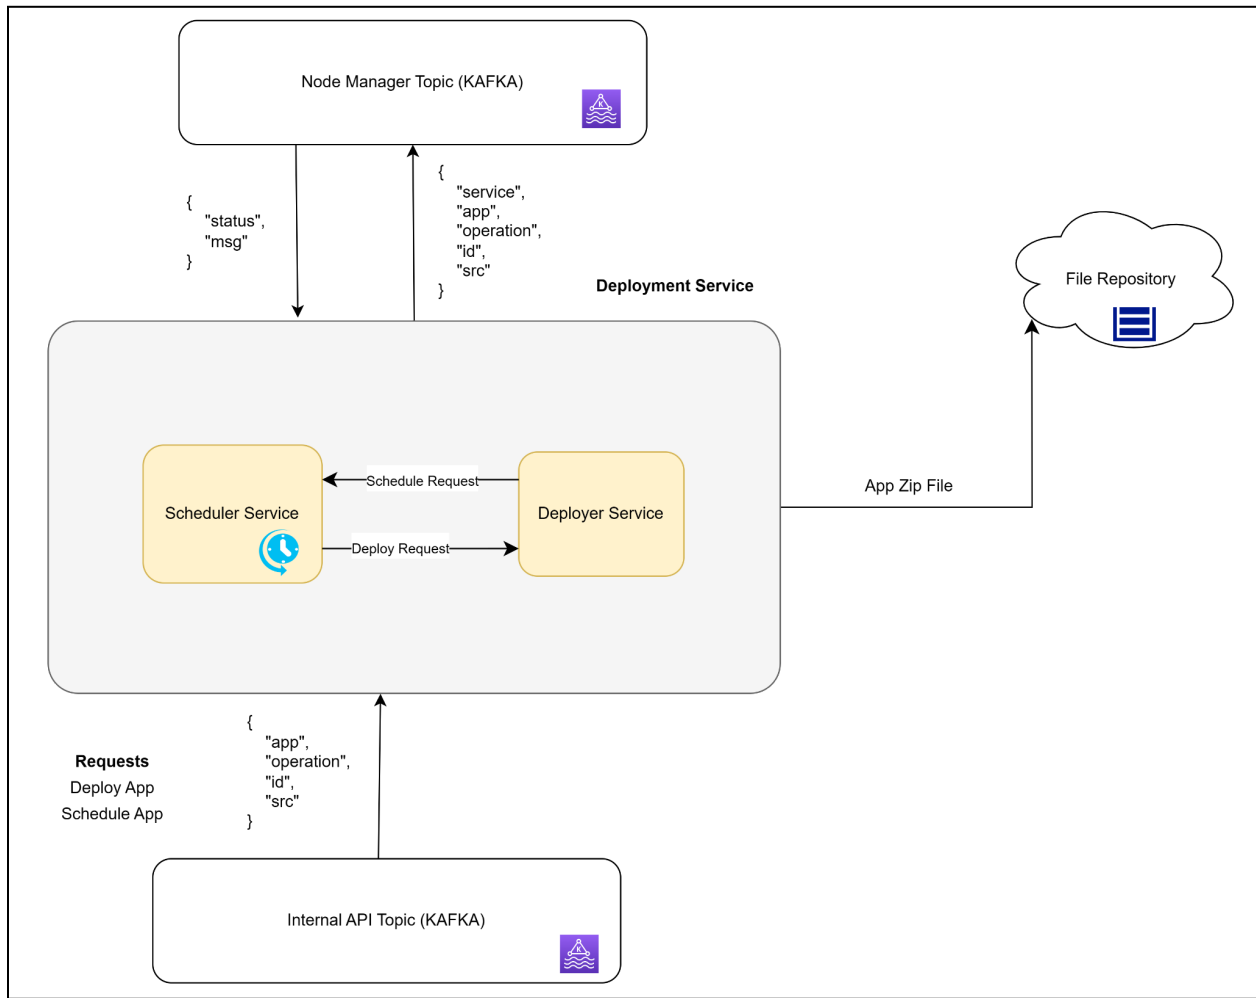 Node Manager Topic (KAFKA)
K
{
"status",
"msg"
}
{
"service",
"app",
"operation",
"id",
"src"
}
Deployment Service
File Repository
Scheduler Service
Schedule Request
Deploy Request
Deployer Service
App Zip File
Requests
Deploy App
Schedule App
{
"app",
"operation",
"id",
"src"
}
Internal API Topic (KAFKA)
K